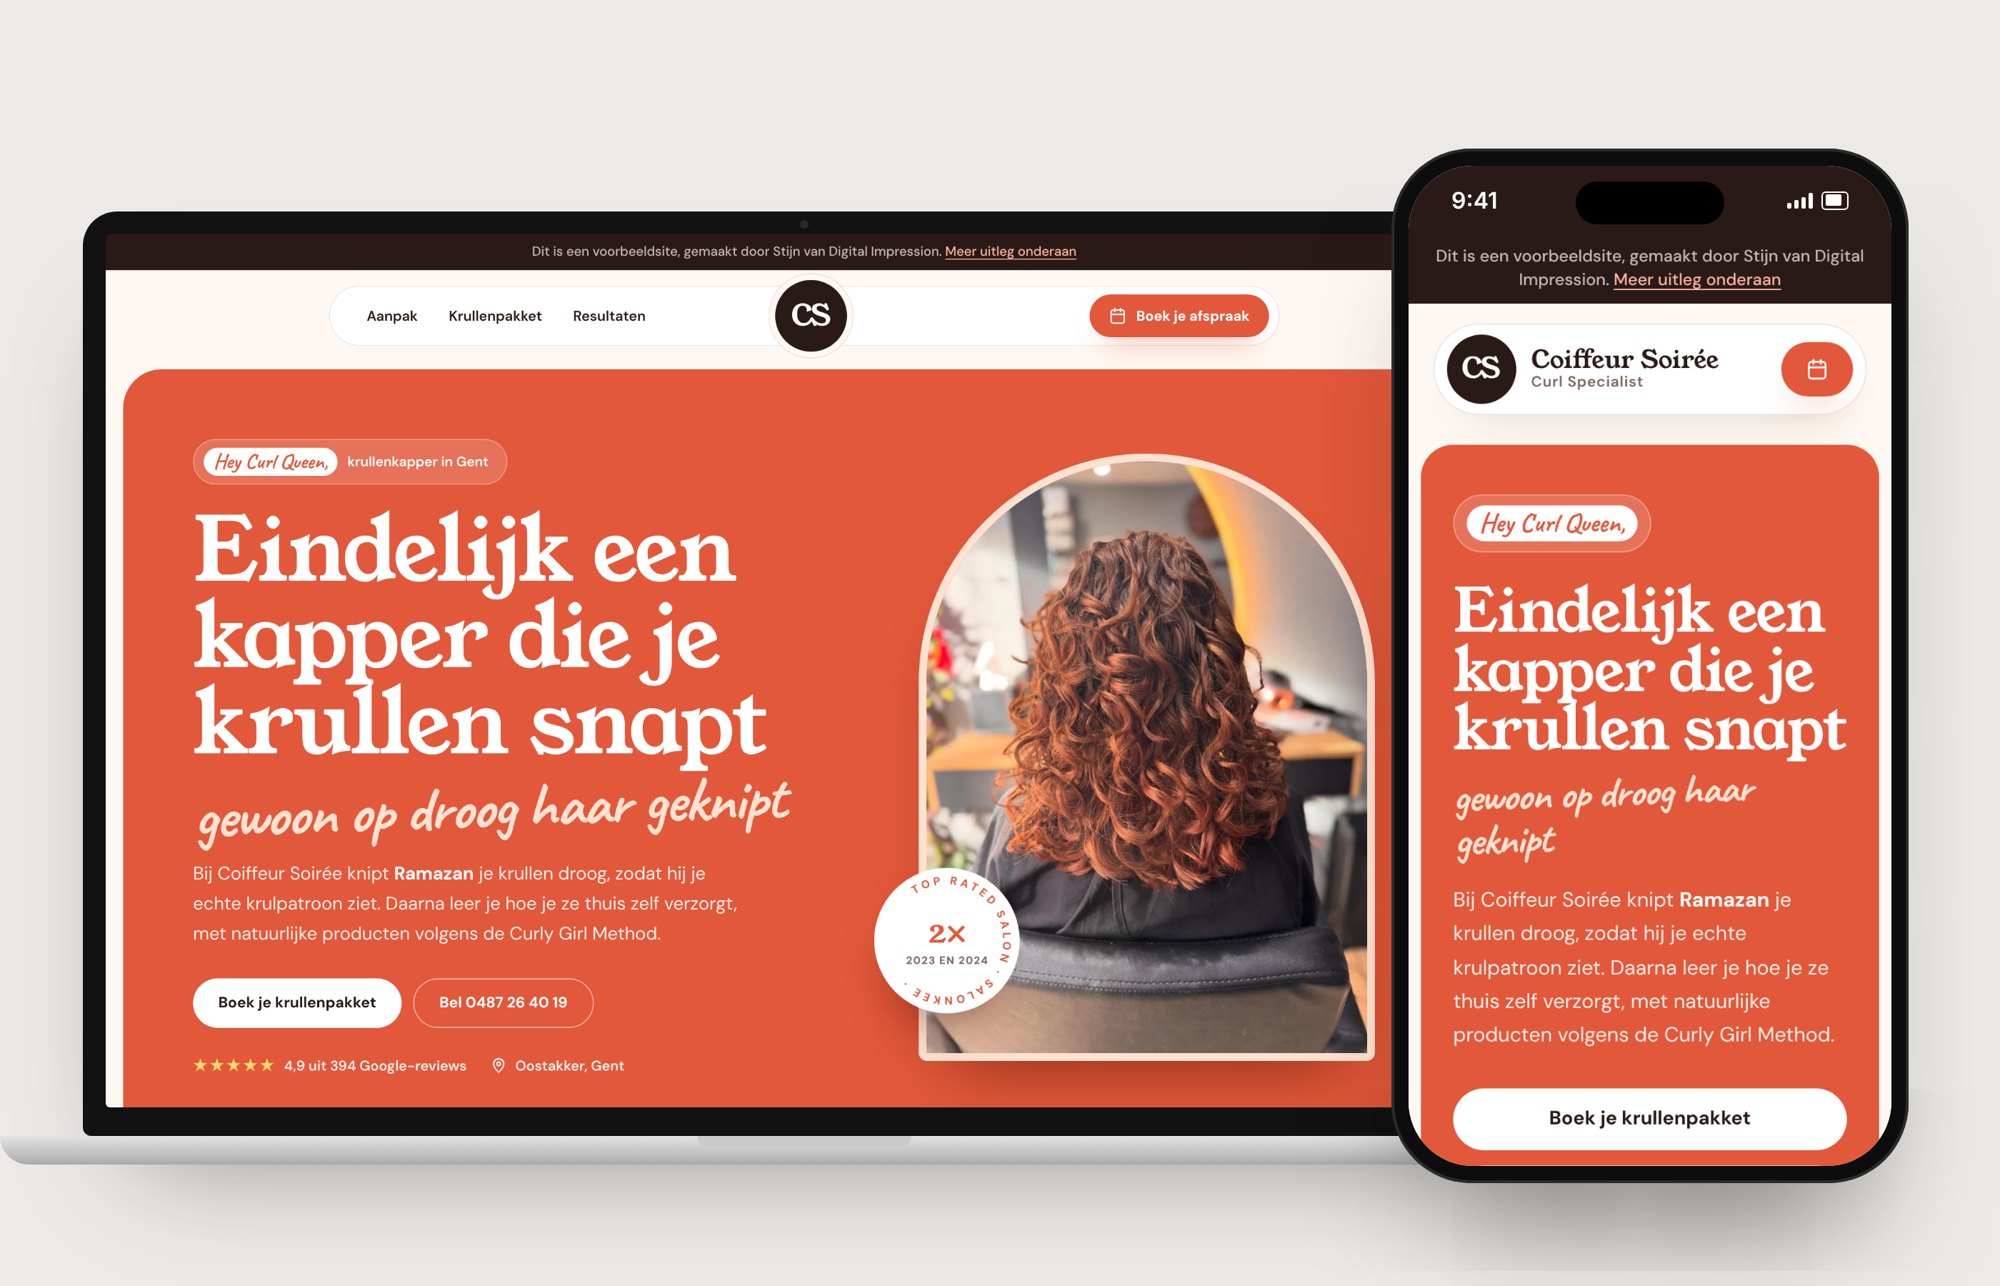 Dit is een voorbeeldsite, gemaakt door Stijn van Digital Impression. Meer uitleg onderaan
Aanpak
Krullenpakket
Resultaten
CS
Boek je afspraak
Hey Curl Queen,
krullenkapper in Gent
Eindelijk een
kapper die je
krullen snapt
gewoon op droog haar geknipt
Bij Coiffeur Soirée knipt Ramazan je krullen droog, zodat hij je
echte krulpatroon ziet. Daarna leer je hoe je ze thuis zelf verzorgt,
met natuurlijke producten volgens de Curly Girl Method.
Boek je krullenpakket
Bel 0487 26 40 19
★★★★★ 4,9 uit 394 Google-reviews
Oostakker, Gent
TOP RATED SALON · SALONKEE ·
2×
2023 EN 2024
9:41
Dit is een voorbeeldsite, gemaakt door Stijn van Digital
Impression. Meer uitleg onderaan
CS
Coiffeur Soirée
Curl Specialist
Hey Curl Queen,
Eindelijk een
kapper die je
krullen snapt
gewoon op droog haar
geknipt
Bij Coiffeur Soirée knipt Ramazan je
krullen droog, zodat hij je echte
krulpatroon ziet. Daarna leer je hoe je ze
thuis zelf verzorgt, met natuurlijke
producten volgens de Curly Girl Method.
Boek je krullenpakket